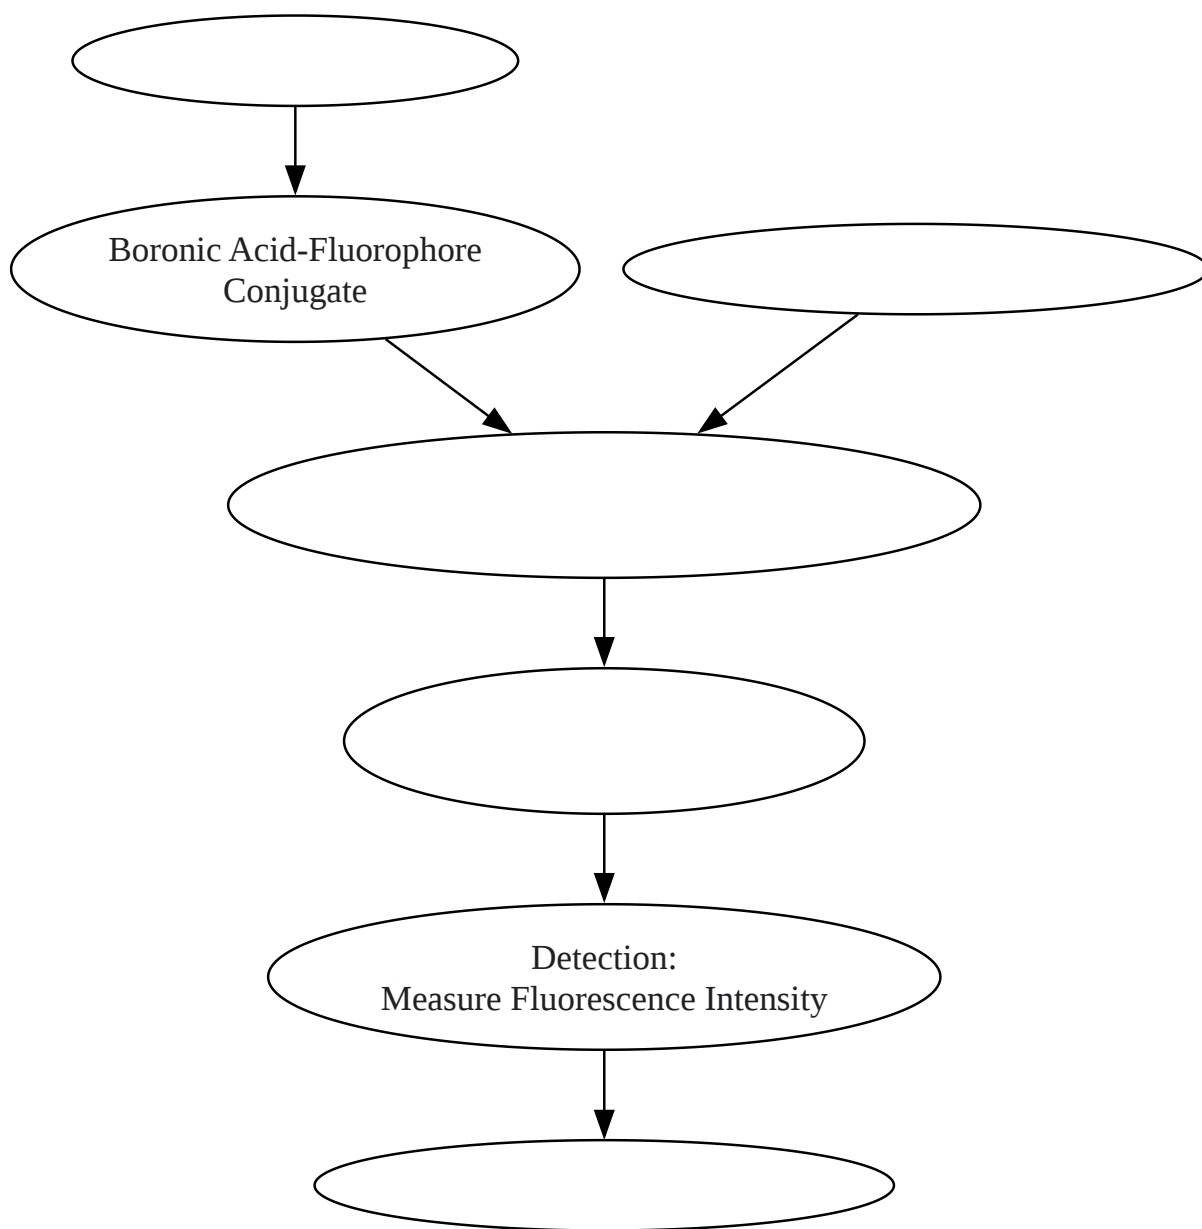 Boronic Acid-Fluorophore
Conjugate
Detection:
Measure Fluorescence Intensity